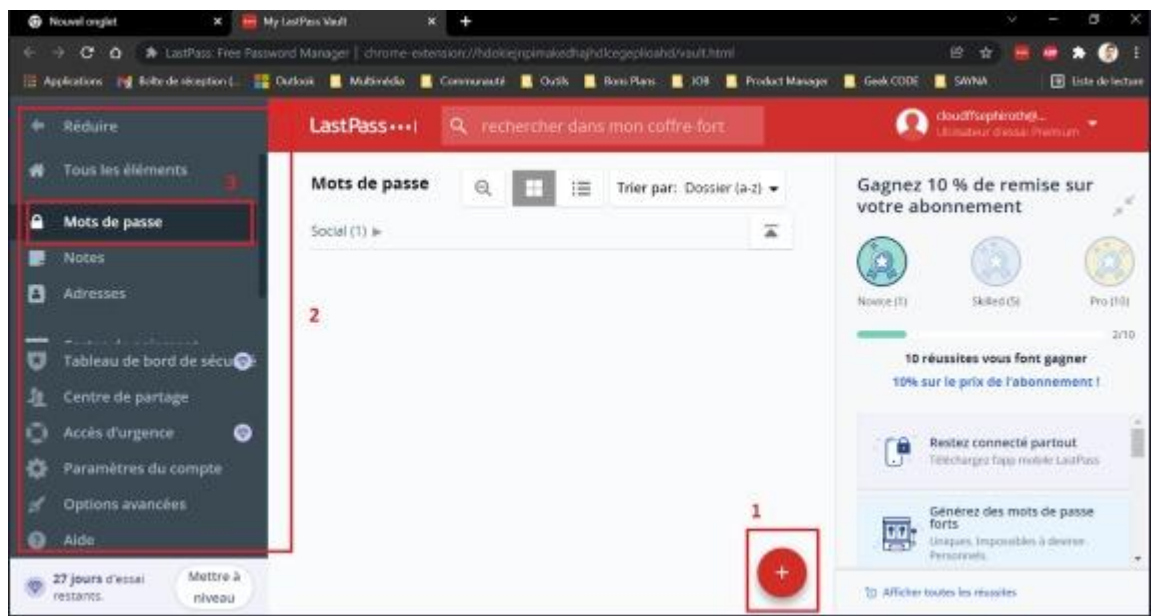 Nouvel onglet
My LastPass Vault
LastPass: Free Password Manager
Applications
Boîte de réception (...
Outlook
Multimédia
Communauté
Outils
Bons Plans
JOB
Product Manager
Geek CODE
SAYNA
Liste de lecture
Réduire
Tous les éléments
3
Mots de passe
Notes
Adresses
Tableau de bord de sécu
Centre de partage
Accès d'urgence
Paramètres du compte
Options avancées
Aide
27 jours d'essai
restants.
Mettre à
niveau
LastPass
rechercher dans mon coffre-fort
Utilisateur d'essai Premium
Mots de passe
Trier par: Dossier (a-z)
Social (1)
2
1
+
Gagnez 10 % de remise sur
votre abonnement
Novice (1)
Skilled (5)
Pro (10)
2/10
10 réussites vous font gagner
10% sur le prix de l'abonnement !
Restez connecté partout
Téléchargez l'app mobile LastPass
Générez des mots de passe
forts
Uniques. Impossibles à deviner.
Personnels.
Afficher toutes les réussites